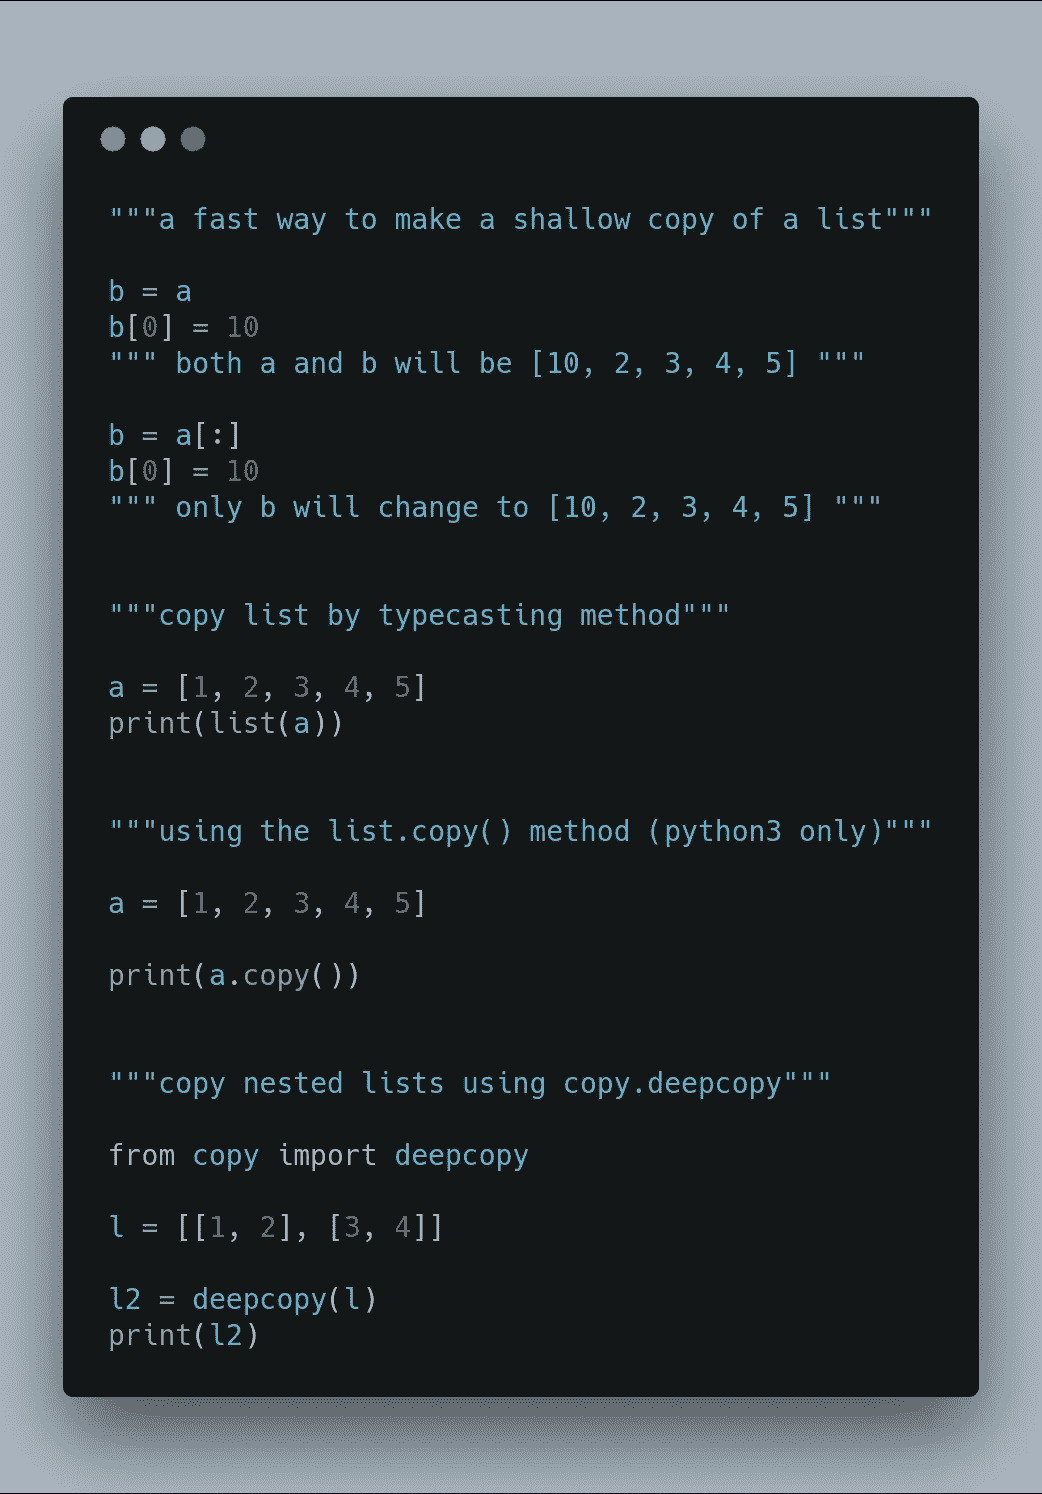 """a fast way to make a shallow copy of a list"""
b = a
b[0] = 10
""" both a and b will be [10, 2, 3, 4, 5] """
b = a[:]
b[0] = 10
""" only b will change to [10, 2, 3, 4, 5] """
"""copy list by typecasting method"""
a = [1, 2, 3, 4, 5]
print(list(a))
"""using the list.copy() method (python3 only)"""
a = [1, 2, 3, 4, 5]
print(a.copy())
"""copy nested lists using copy.deepcopy"""
from copy import deepcopy
l = [[1, 2], [3, 4]]
l2 = deepcopy(l)
print(l2)